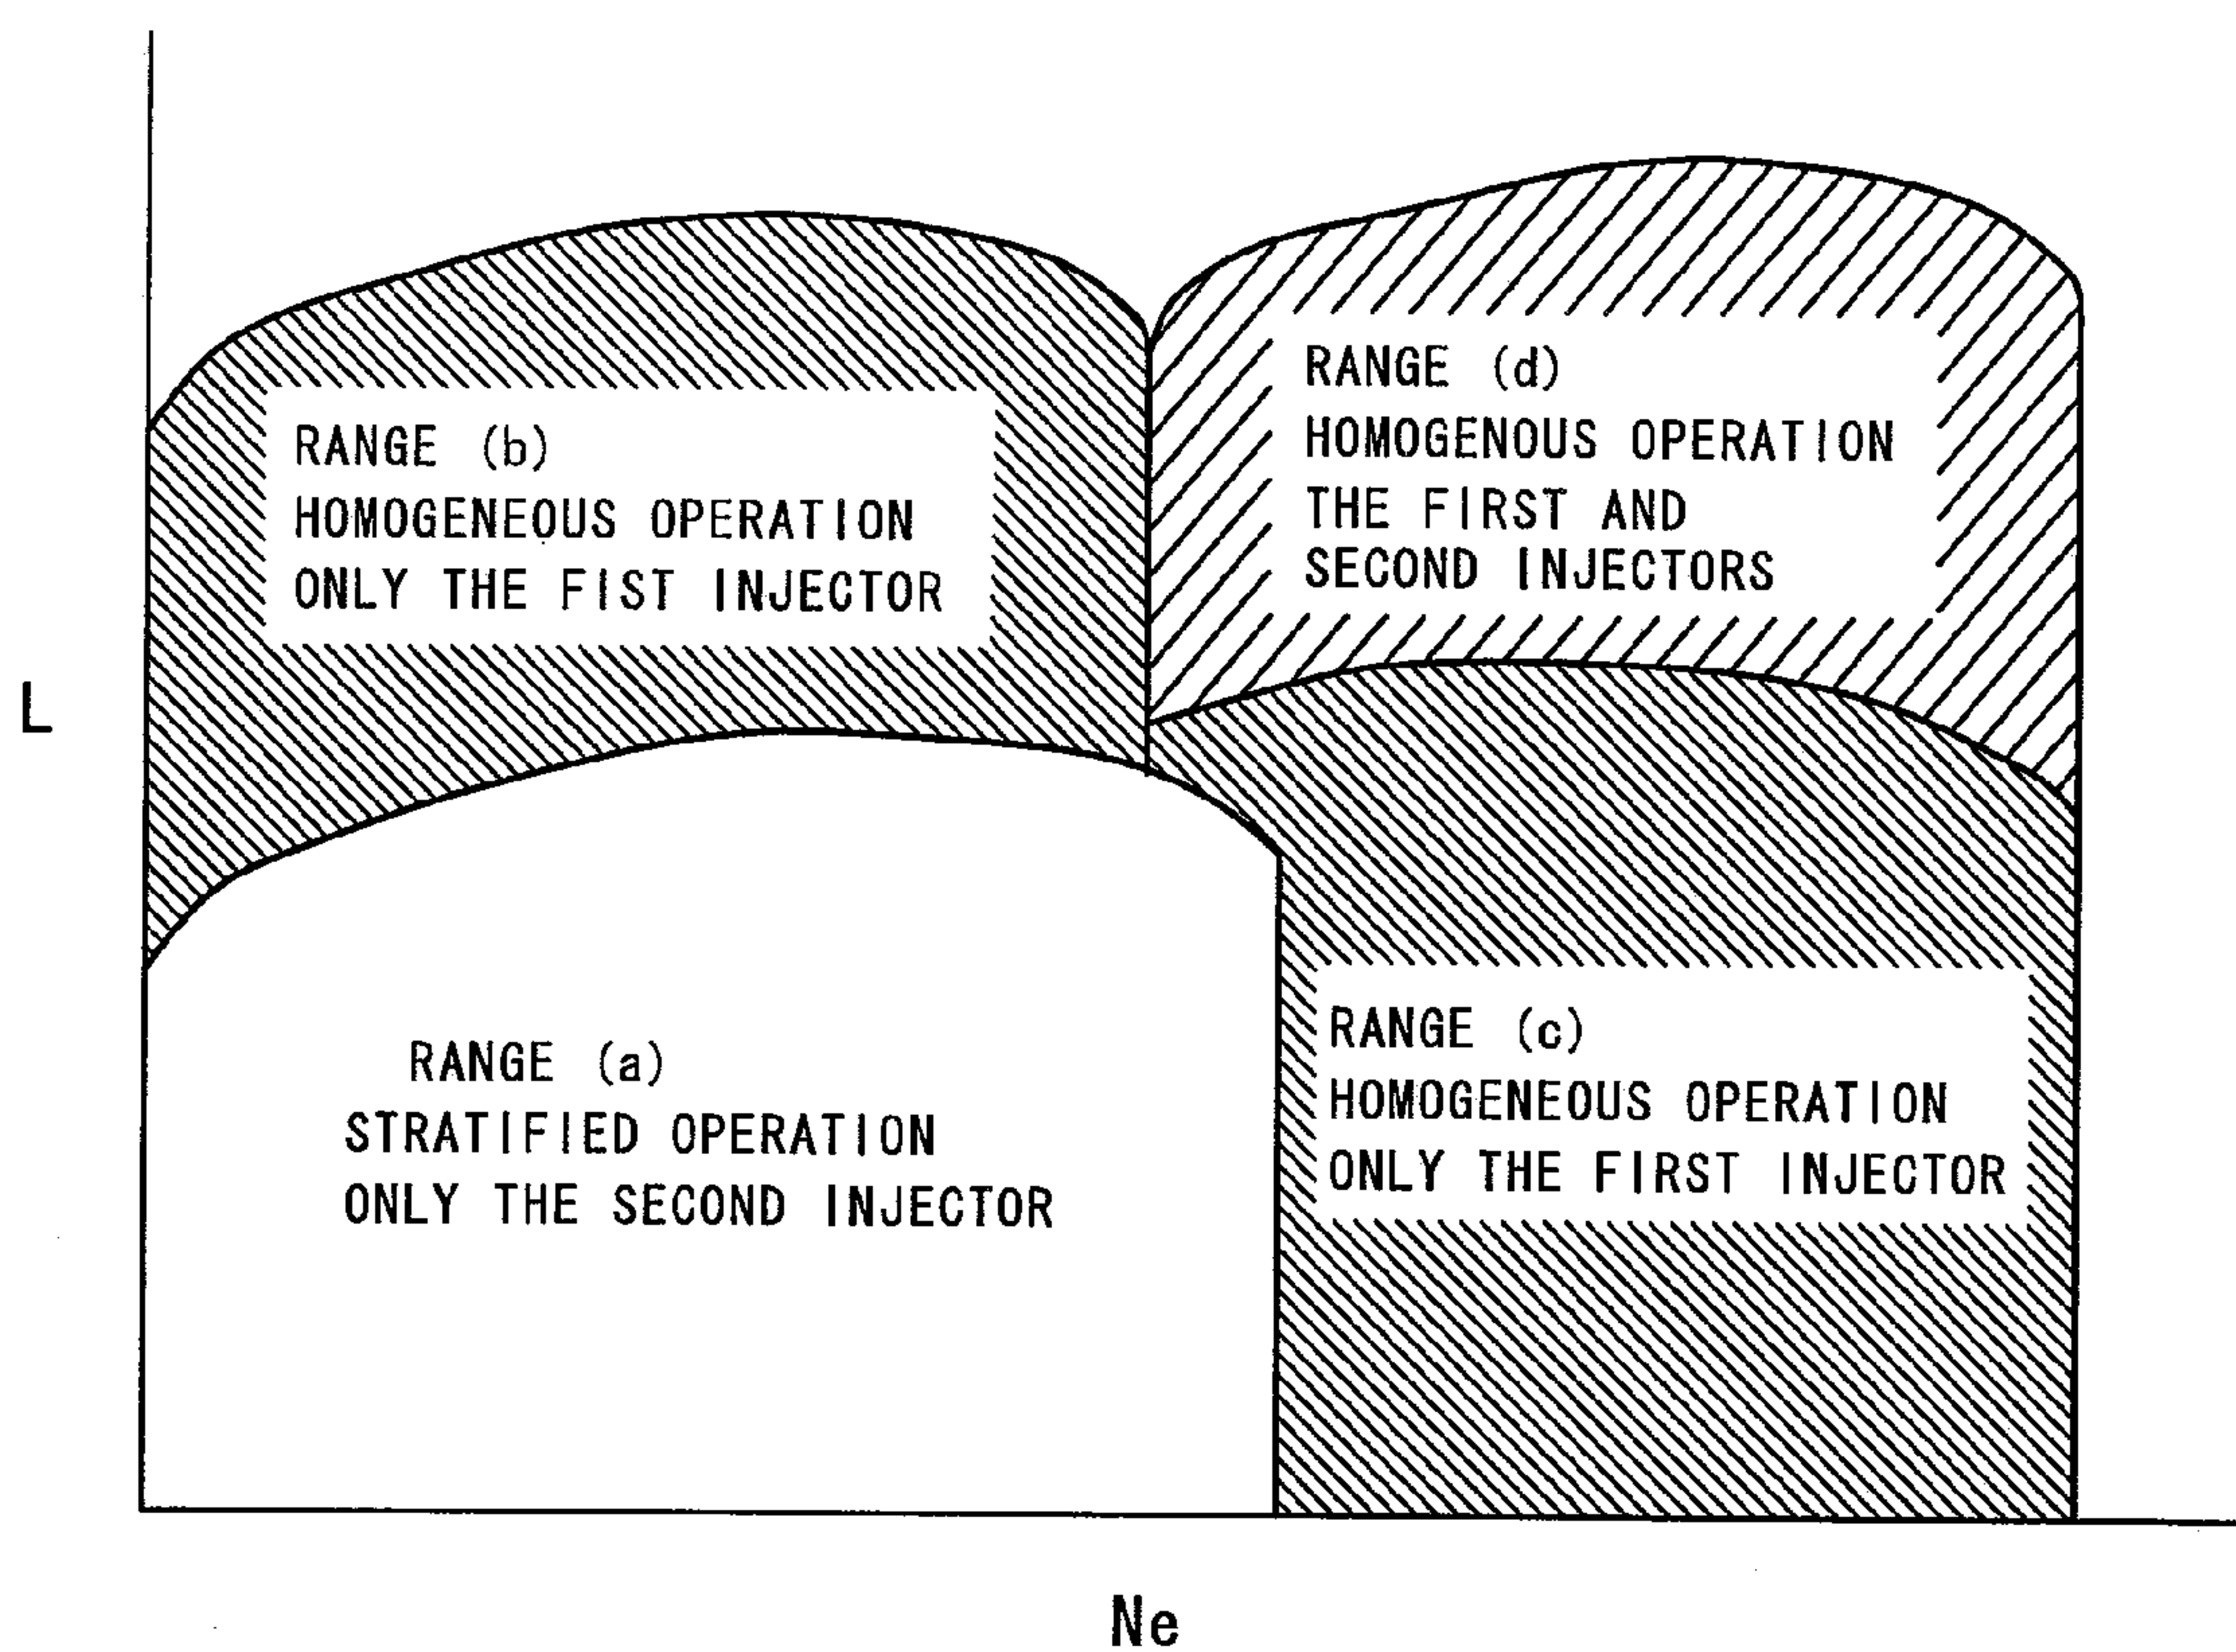 RANGE (b)
HOMOGENEOUS OPERATION
ONLY THE FIST INJECTOR
RANGE (d)
HOMOGENOUS OPERATION
THE FIRST AND
SECOND INJECTORS
L
RANGE (a)
STRATIFIED OPERATION
ONLY THE SECOND INJECTOR
RANGE (c)
HOMOGENEOUS OPERATION
ONLY THE FIRST INJECTOR
Ne